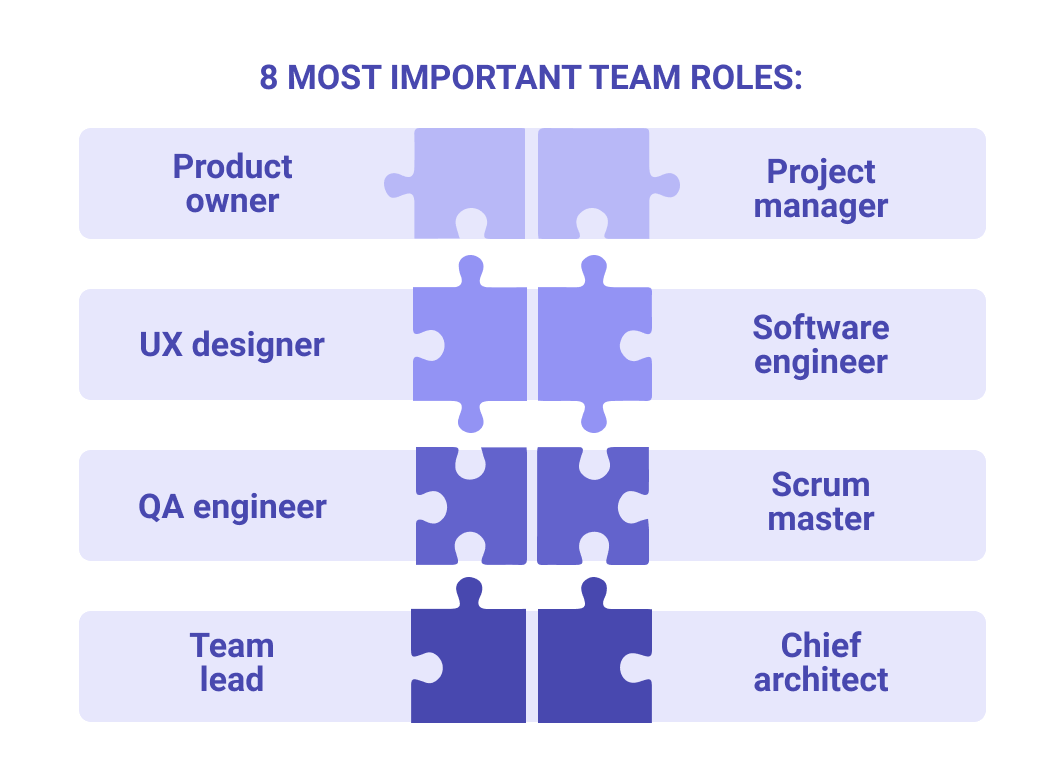 8 MOST IMPORTANT TEAM ROLES:
Product
owner
Project
manager
UX designer
Software
engineer
QA engineer
Scrum
master
Team
lead
Chief
architect